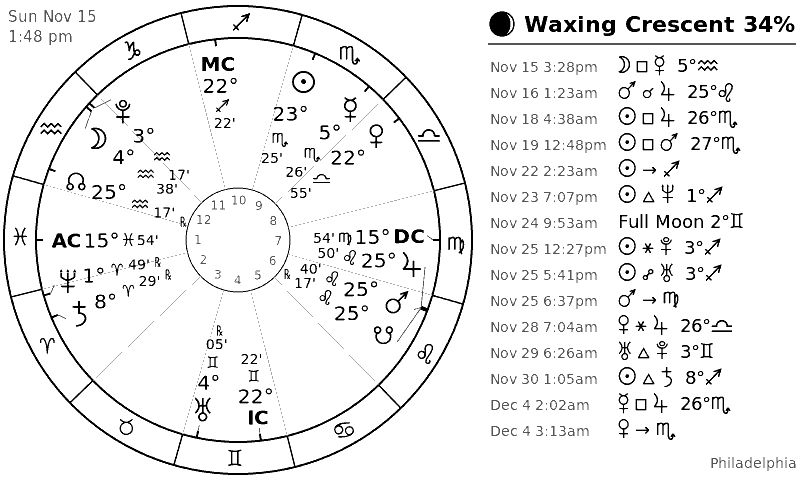 Sun Nov 15
1:48 pm
MC
22°
♐
22'
☉
23°
♏
25'
☿
5°
♏
26'
♀
22°
♎
55'
♇
3°
♒
17'
☽
4°
♒
38'
☊
25°
♒
17'
℞
AC 15° ♓ 54'
♆ 1° ♈ 49' ℞
♄ 8° ♈ 29' ℞
54' ♍ 15° DC
50' ♌ 25° ♃
40' ♌ 25° ♂
℞ 17' ♌ 25° ☋
℞
05'
♊
4°
♅
22'
♊
22°
IC
1
2
3
4
5
6
7
8
9
10
11
12
♐
♏
♎
♍
♌
♋
♊
♉
♈
♓
♒
♑
Waxing Crescent 34%
Nov 15 3:28pm ☽ □ ☿ 5°♒
Nov 16 1:23am ♂ ☌ ♃ 25°♌
Nov 18 4:38am ☉ □ ♃ 26°♏
Nov 19 12:48pm ☉ □ ♂ 27°♏
Nov 22 2:23am ☉ → ♐
Nov 23 7:07pm ☉ △ ♆ 1°♐
Nov 24 9:53am Full Moon 2°♊
Nov 25 12:27pm ☉ ⚹ ♇ 3°♐
Nov 25 5:41pm ☉ ☍ ♅ 3°♐
Nov 25 6:37pm ♂ → ♍
Nov 28 7:04am ♀ ⚹ ♃ 26°♎
Nov 29 6:26am ♅ △ ♇ 3°♊
Nov 30 1:05am ☉ △ ♄ 8°♐
Dec 4 2:02am ☿ □ ♃ 26°♏
Dec 4 3:13am ♀ → ♏
Philadelphia